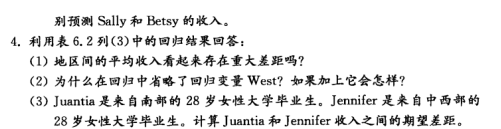 别预测 Sally 和 Betsy 的收入。
4. 利用表 6.2 列(3)中的回归结果回答：
(1) 地区间的平均收入看起来存在重大差距吗?
(2) 为什么在回归中省略了回归变量 West? 如果加上它会怎样?
(3) Juantia 是来自南部的 28 岁女性大学毕业生。Jennifer 是来自中西部的
28 岁女性大学毕业生。计算 Juantia 和 Jennifer 收入之间的期望差距。